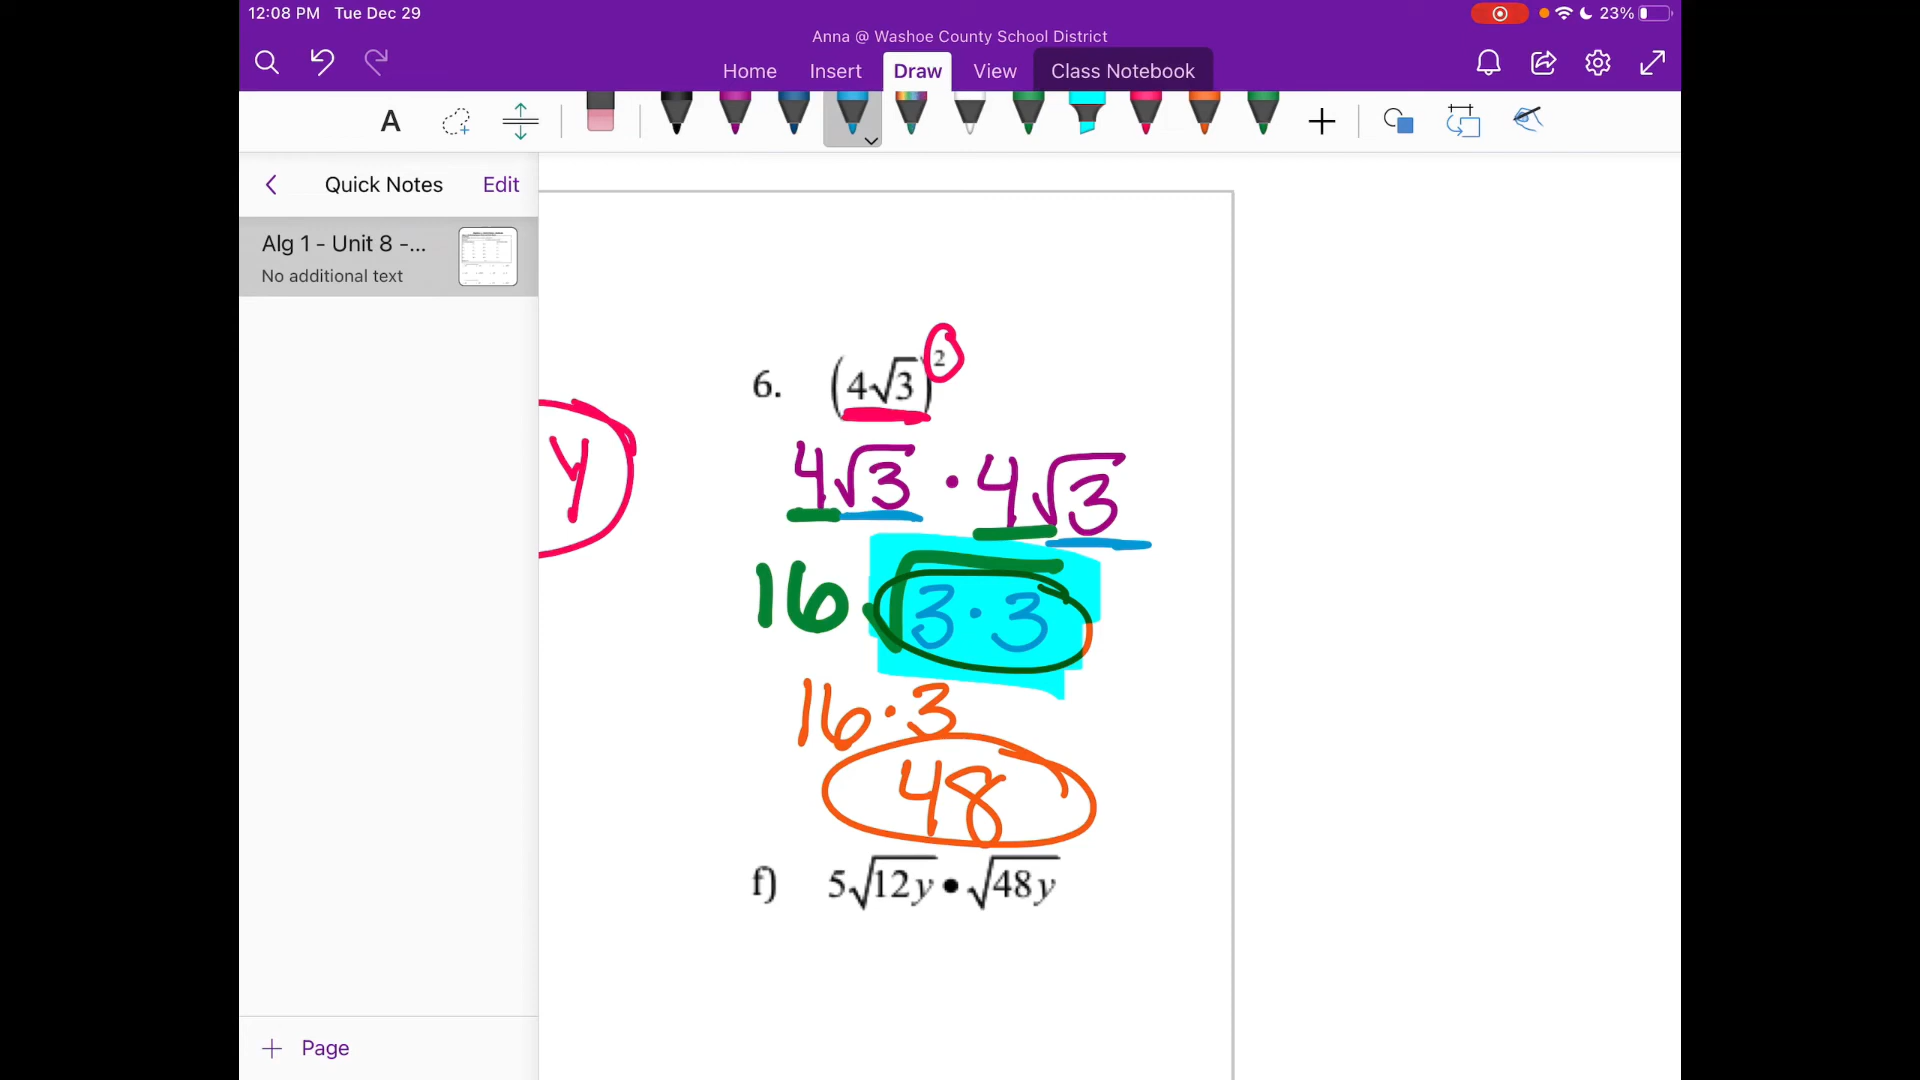 12:08 PM Tue Dec 29
23%
Anna @ Washoe County School District
Home Insert Draw View Class Notebook
A
Quick Notes Edit
Alg 1 - Unit 8 -...
No additional text
6. (4√3)²
y
4√3 · 4√3
16 √3·3
16·3
48
f) 5√12y • √48y
+ Page